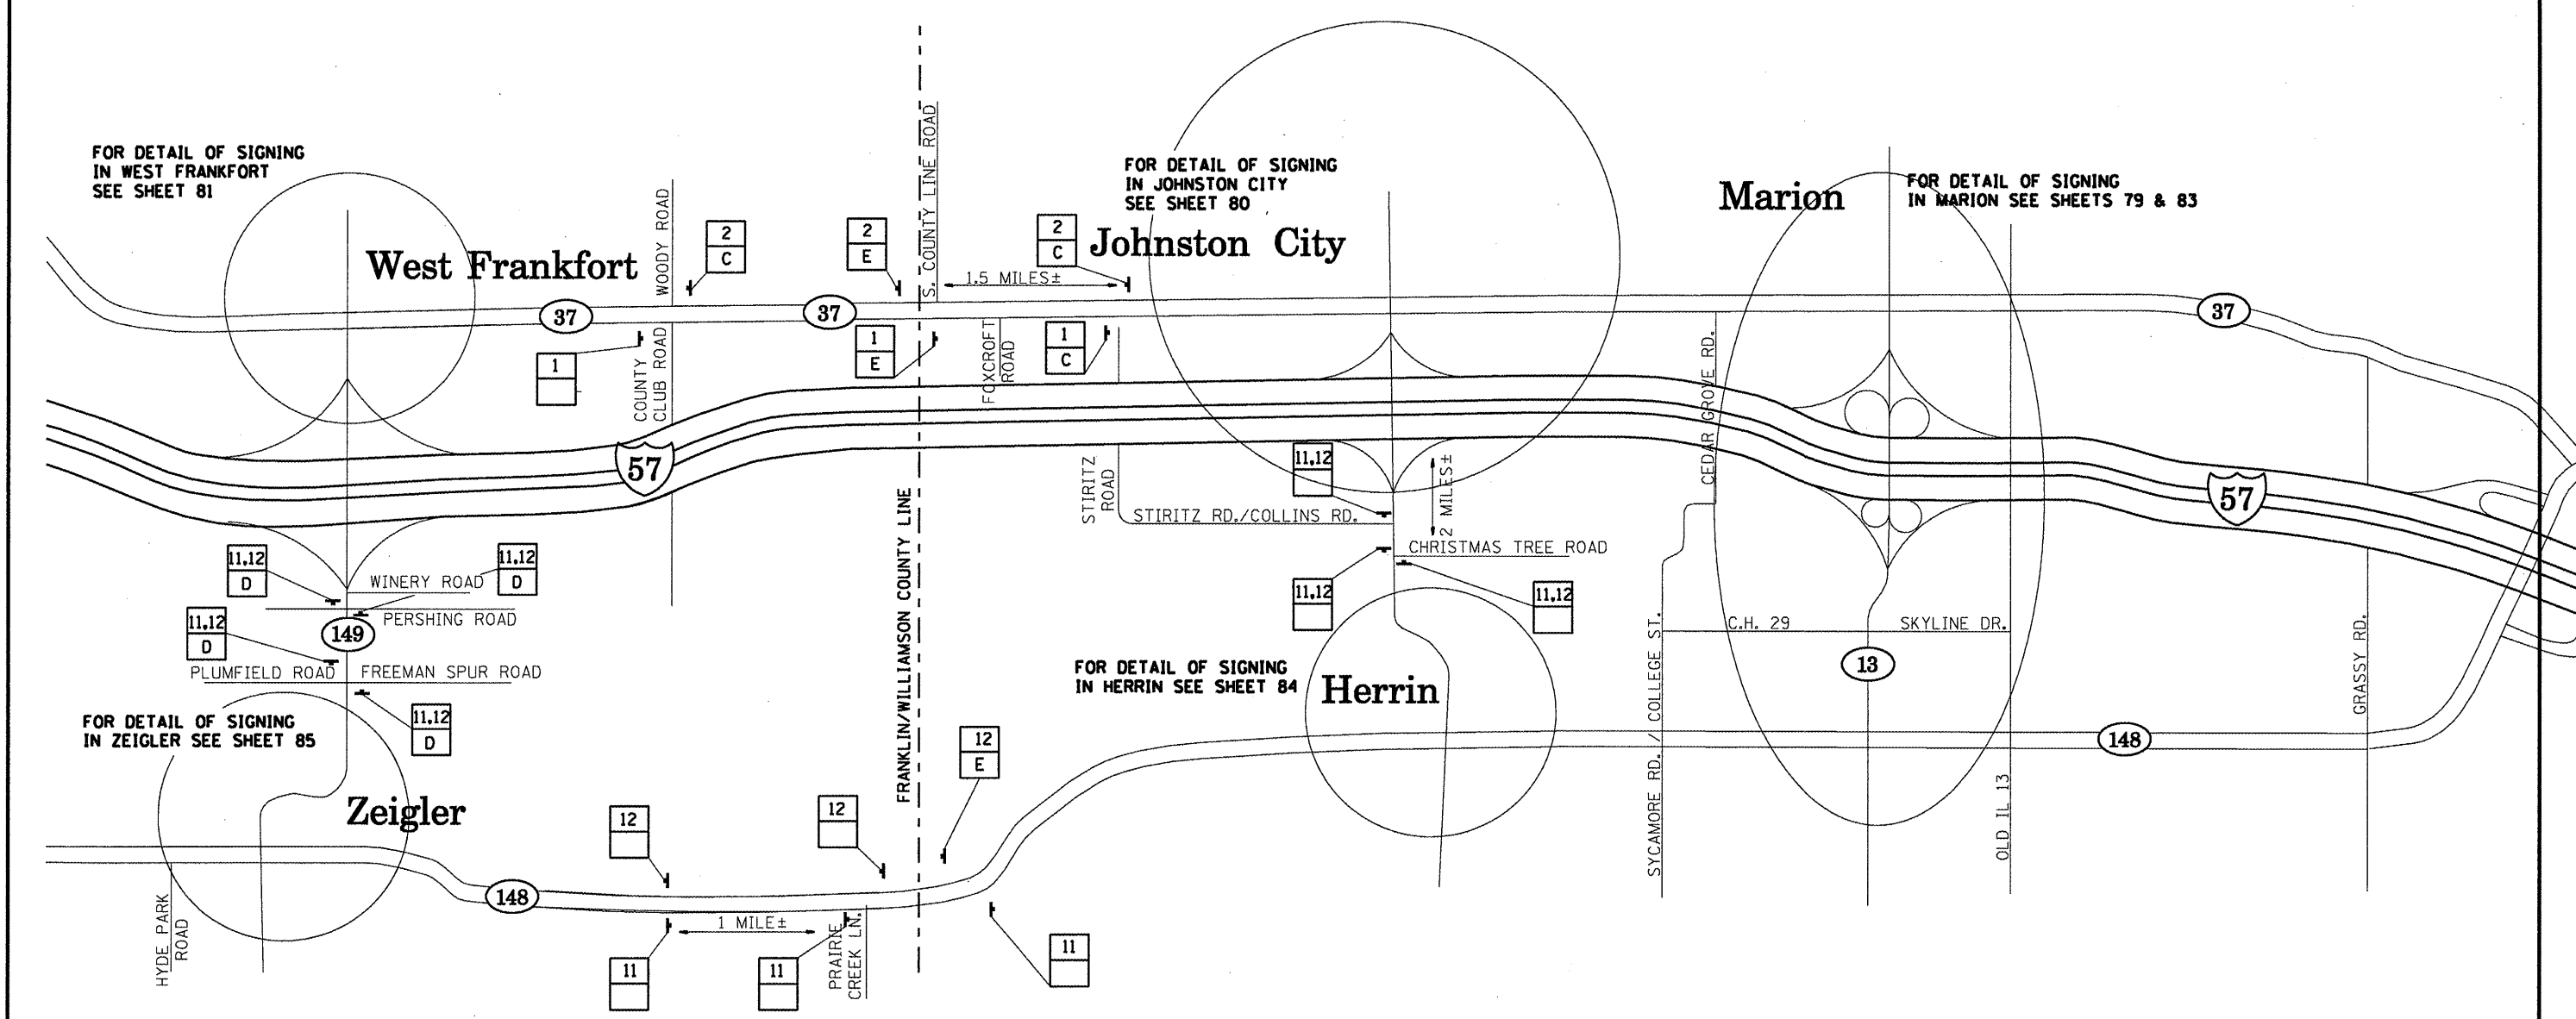 FOR DETAIL OF SIGNING
IN WEST FRANKFORT
SEE SHEET 81
West Frankfort
WOODY ROAD
2
C
2
E
S. COUNTY LINE ROAD
1.5 MILES±
2
C
FOR DETAIL OF SIGNING
IN JOHNSTON CITY
SEE SHEET 80
Johnston City
Marion
FOR DETAIL OF SIGNING
IN MARION SEE SHEETS 79 & 83
37
37
37
1
COUNTY
CLUB ROAD
1
E
FOXCROFT
ROAD
1
C
CEDAR GROVE RD.
57
57
STIRITZ
ROAD
STIRITZ RD./COLLINS RD.
11,12
2 MILES±
CHRISTMAS TREE ROAD
11,12
11,12
11,12
D
WINERY ROAD
11,12
D
PERSHING ROAD
149
11,12
D
PLUMFIELD ROAD
FREEMAN SPUR ROAD
11,12
D
FRANKLIN/WILLIAMSON COUNTY LINE
FOR DETAIL OF SIGNING
IN HERRIN SEE SHEET 84
Herrin
SYCAMORE RD. / COLLEGE ST.
C.H. 29
SKYLINE DR.
13
OLD IL 13
GRASSY RD.
148
FOR DETAIL OF SIGNING
IN ZEIGLER SEE SHEET 85
Zeigler
HYDE PARK
ROAD
148
12
12
12
E
1 MILE±
11
11
PRAIRIE
CREEK LN.
11